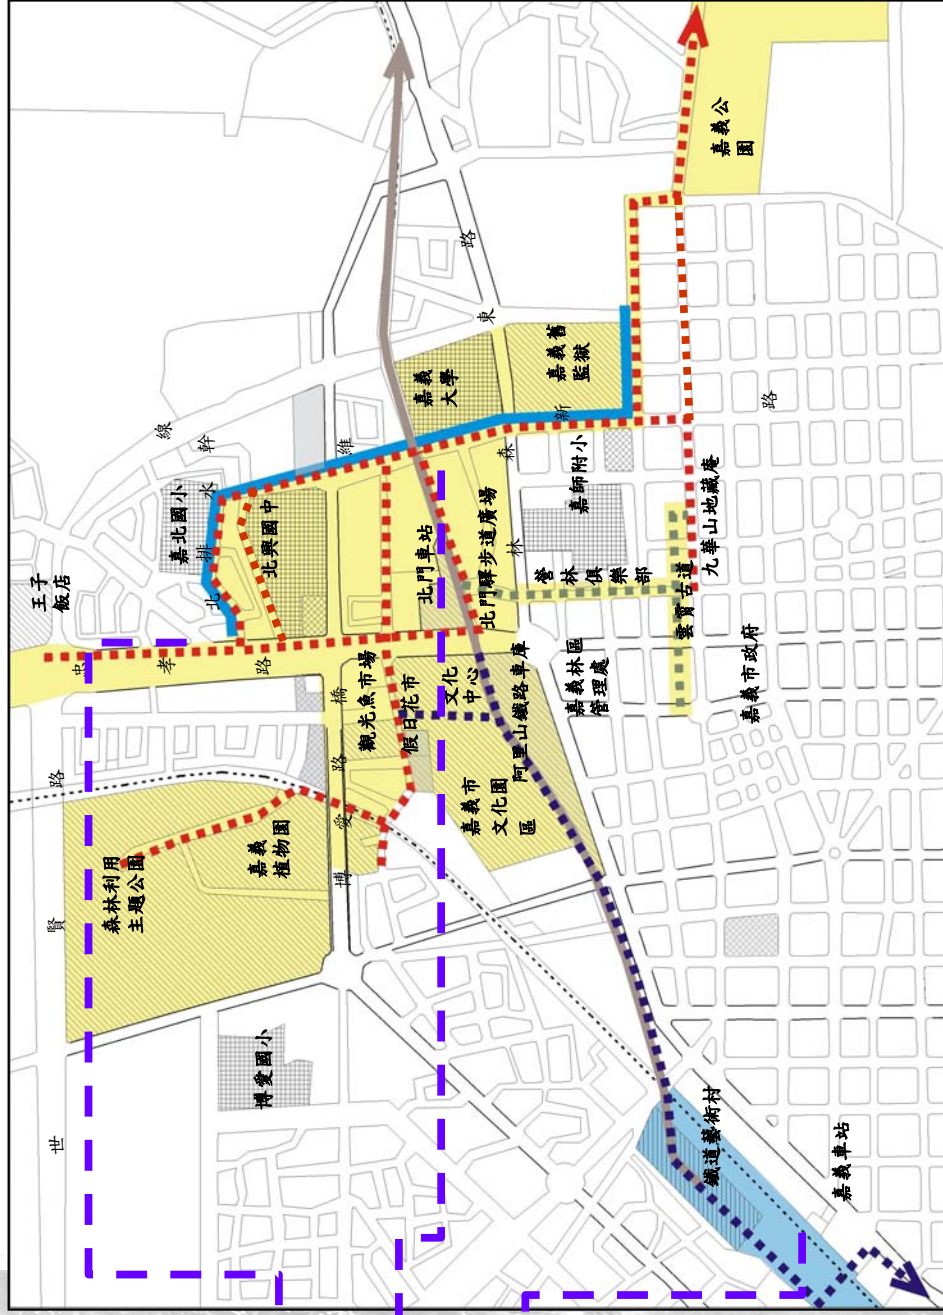 王子
飯店
嘉北國小
北排水幹線
北興國中
忠孝路
世賢路
森林利用
主題公園
嘉義
植物園
博愛路橋
觀光魚市場
假日花市
文化
中心
嘉義市
文化園
區
阿里山鐵路車庫
北門車站
北門驛步道廣場
嘉義
大學
嘉義舊
監獄
林森東路
維新路
嘉師附小
營林俱樂部
嘉義林區
管理處
雲霄古道
九華山地藏庵
嘉義市政府
嘉義公
園
博愛國小
鐵道藝術村
嘉義車站